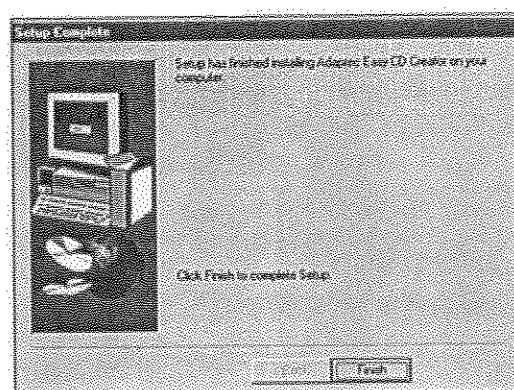 Setup Complete
Setup has finished installing Adaptec Easy CD Creator on your
computer.
Click Finish to complete Setup.
Finish